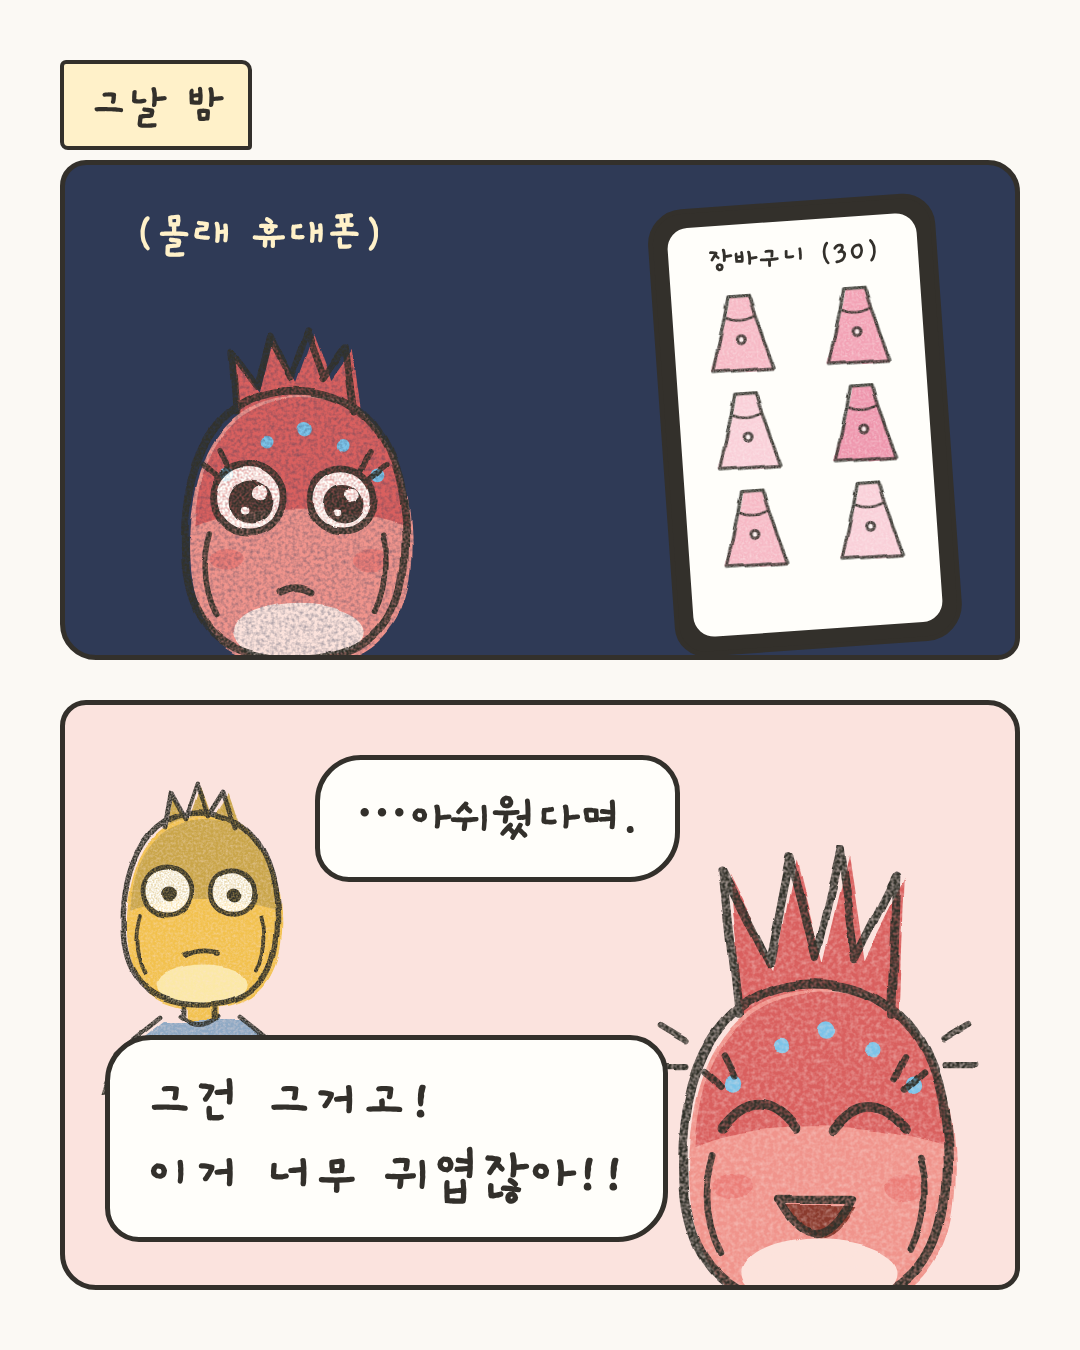 그날 밤
(몰래 휴대폰)
장바구니 (30)
...아쉬웠다며.
그건 그거고!
이거 너무 귀엽잖아!!